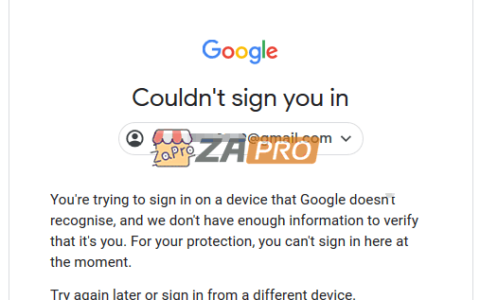 Google
Couldn't sign you in
@gmail.com
ZaPro ZAPRO
You're trying to sign in on a device that Google doesn't
recognise, and we don't have enough information to verify
that it's you. For your protection, you can't sign in here at
the moment.
Try again later or sign in from a different device.